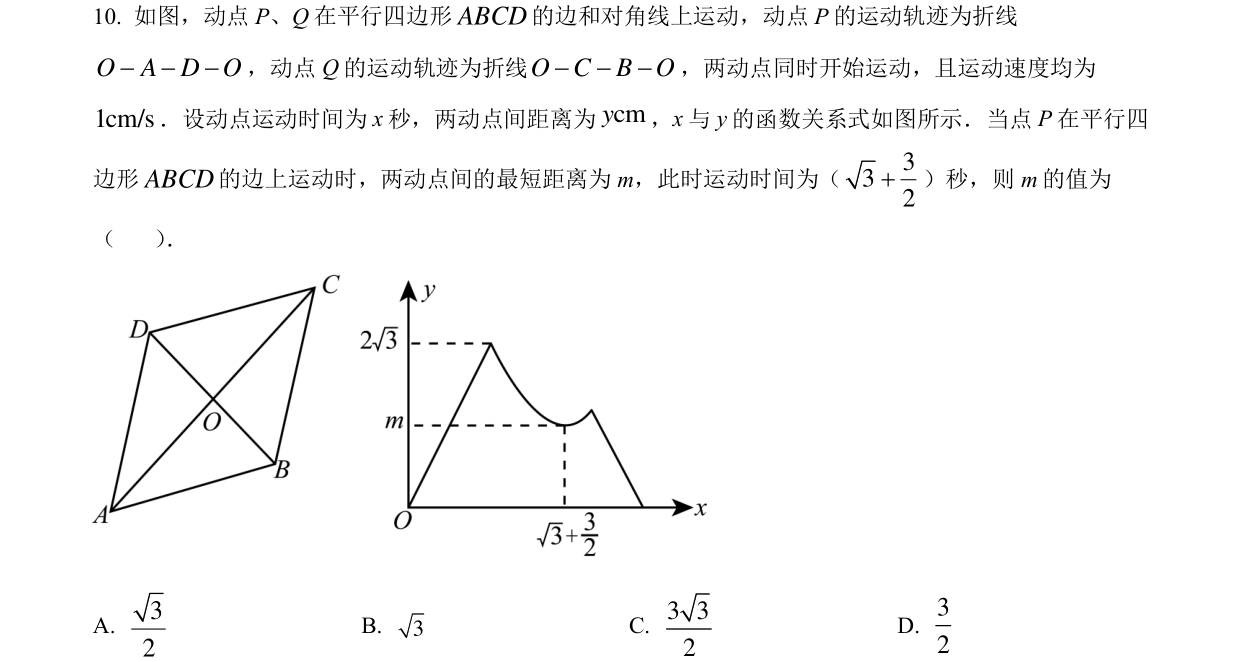 10. 如图，动点 P、Q 在平行四边形 ABCD 的边和对角线上运动，动点 P 的运动轨迹为折线
O－A－D－O，动点 Q 的运动轨迹为折线 O－C－B－O，两动点同时开始运动，且运动速度均为
1cm/s．设动点运动时间为 x 秒，两动点间距离为 ycm，x 与 y 的函数关系式如图所示．当点 P 在平行四
边形 ABCD 的边上运动时，两动点间的最短距离为 m，此时运动时间为（√3+3/2）秒，则 m 的值为
（　　）.
C
D
O
B
A
y
2√3
m
O
√3+3/2
x
A. √3/2 B. √3 C. 3√3/2 D. 3/2